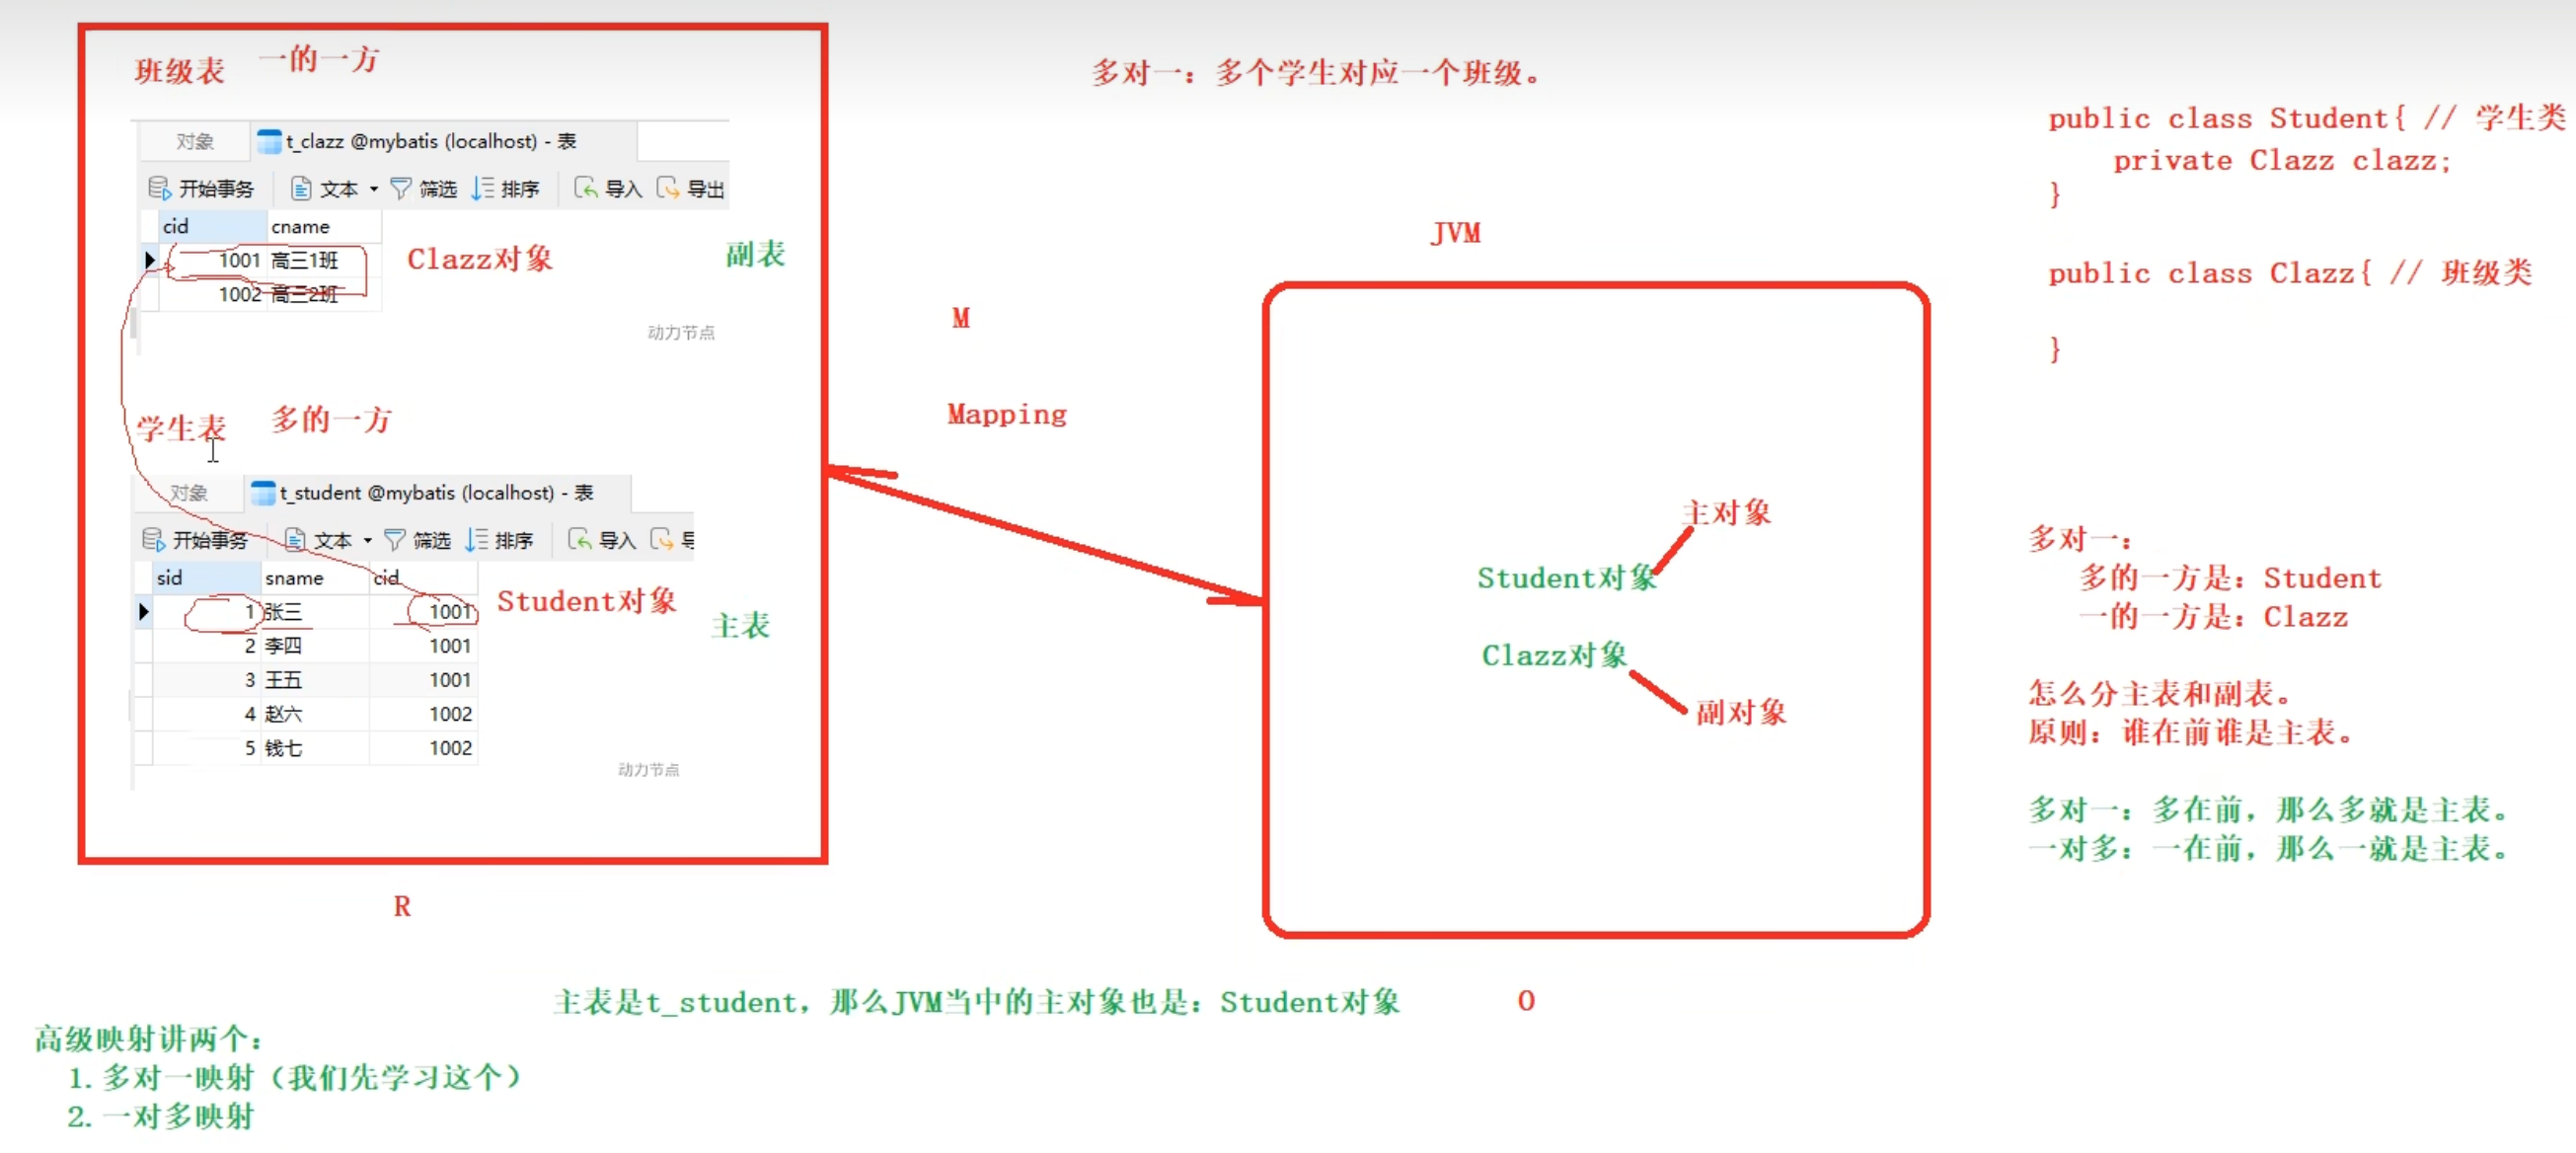 班级表 一的一方
对象 t_clazz @mybatis (localhost) - 表
开始事务 文本 筛选 排序 导入 导出
cid cname
1001 高三1班
1002 高三2班
Clazz对象
副表
动力节点
学生表 多的一方
对象 t_student @mybatis (localhost) - 表
开始事务 文本 筛选 排序 导入
sid sname cid
1 张三 1001
2 李四 1001
3 王五 1001
4 赵六 1002
5 钱七 1002
Student对象
主表
动力节点
R
多对一：多个学生对应一个班级。
M
Mapping
JVM
主对象
Student对象
Clazz对象
副对象
public class Student{ // 学生类
private Clazz clazz;
}
public class Clazz{ // 班级类
}
多对一：
多的一方是：Student
一的一方是：Clazz
怎么分主表和副表。
原则：谁在前谁是主表。
多对一：多在前，那么多就是主表。
一对多：一在前，那么一就是主表。
主表是t_student，那么JVM当中的主对象也是：Student对象
O
高级映射讲两个：
1.多对一映射（我们先学习这个）
2.一对多映射